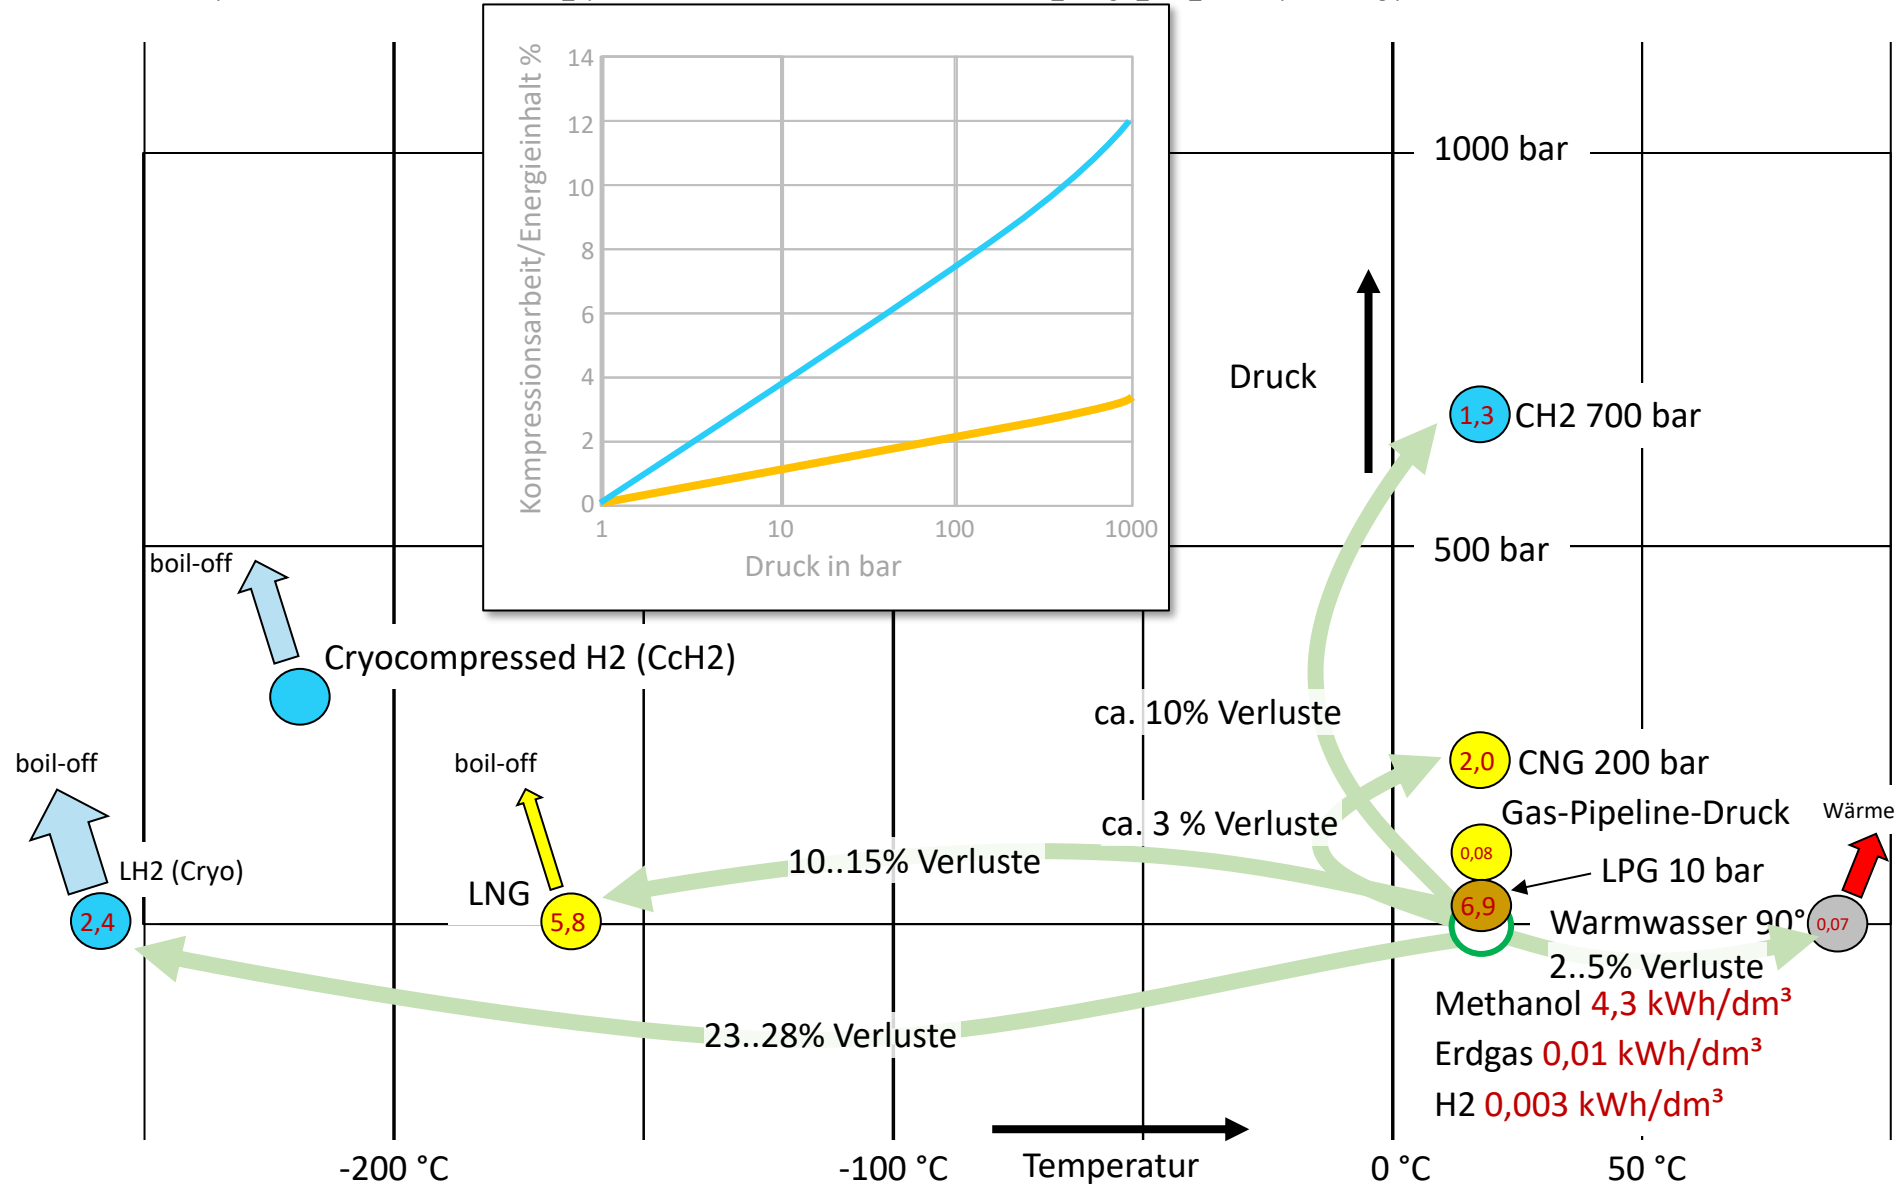 14
12
10
8
6
4
2
0
Kompressionsarbeit/Energieinhalt %
1
10
100
1000
Druck in bar
1000 bar
Druck
1,3
CH2 700 bar
500 bar
boil-off
Cryocompressed H2 (CcH2)
ca. 10% Verluste
boil-off
boil-off
2,0
CNG 200 bar
Gas-Pipeline-Druck
Wärme
ca. 3 % Verluste
0,08
10..15% Verluste
LPG 10 bar
LH2 (Cryo)
LNG
6,9
2,4
5,8
Warmwasser 90°
0,07
2..5% Verluste
Methanol 4,3 kWh/dm³
23..28% Verluste
Erdgas 0,01 kWh/dm³
H2 0,003 kWh/dm³
-200 °C
-100 °C
Temperatur
0 °C
50 °C